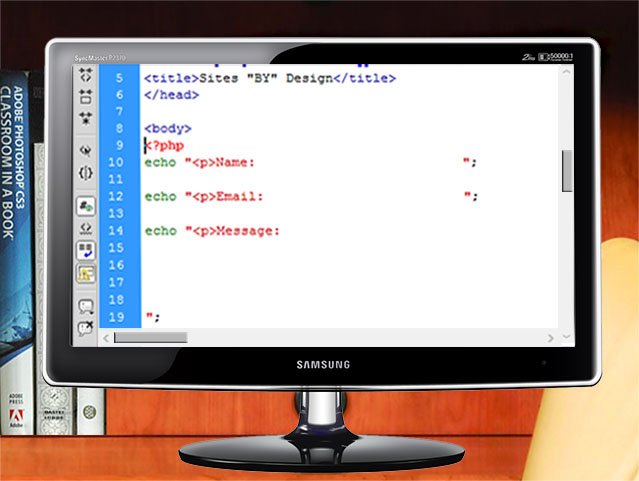 SyncMaster P2370
50000:1
5 <title>Sites "BY" Design</title>
6 </head>
7
8 <body>
9 <?php
10 echo "<p>Name: ";
11
12 echo "<p>Email: ";
13
14 echo "<p>Message:
15
16
17
18
19 ";
SAMSUNG
ADOBE PHOTOSHOP CS3
CLASSROOM IN A BOOK
ADOBE
PRESS
Adobe